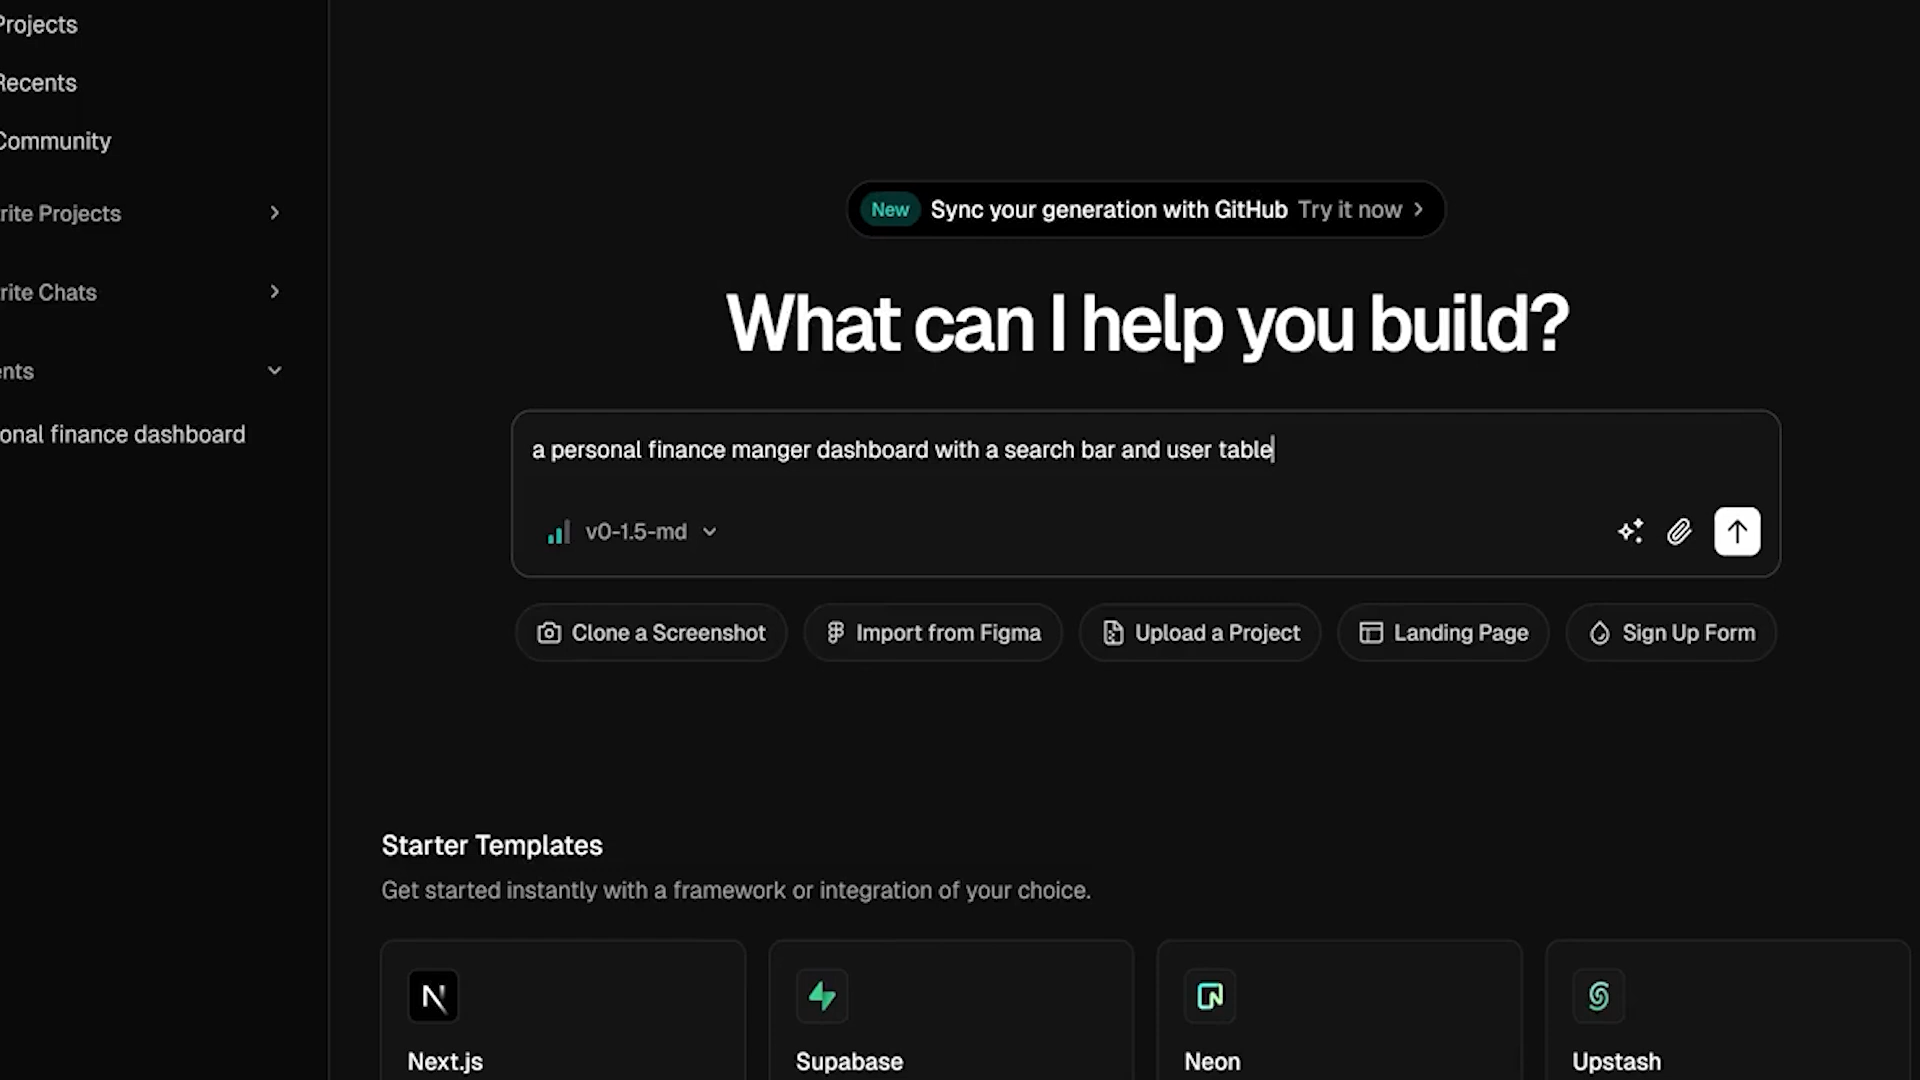 Projects
Recents
Community
rite Projects
rite Chats
ents
onal finance dashboard
New Sync your generation with GitHub Try it now
What can I help you build?
a personal finance manger dashboard with a search bar and user table
v0-1.5-md
Clone a Screenshot
Import from Figma
Upload a Project
Landing Page
Sign Up Form
Starter Templates
Get started instantly with a framework or integration of your choice.
Next.js
Supabase
Neon
Upstash